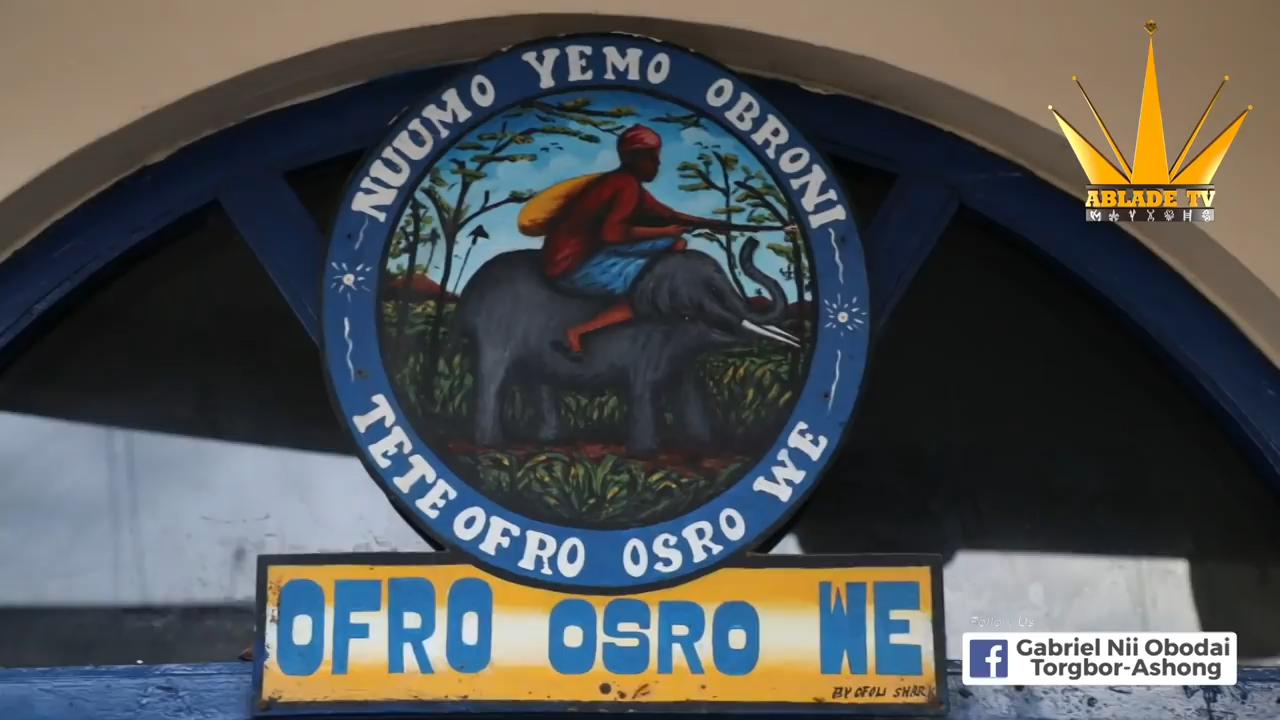 NUUMO YEMO OBRONI
TETE OFRO OSRO WE
OFRO OSRO WE
BY OFOLI SHARK
ABLADE TV
Follow Us
Gabriel Nii Obodai
Torgbor-Ashong